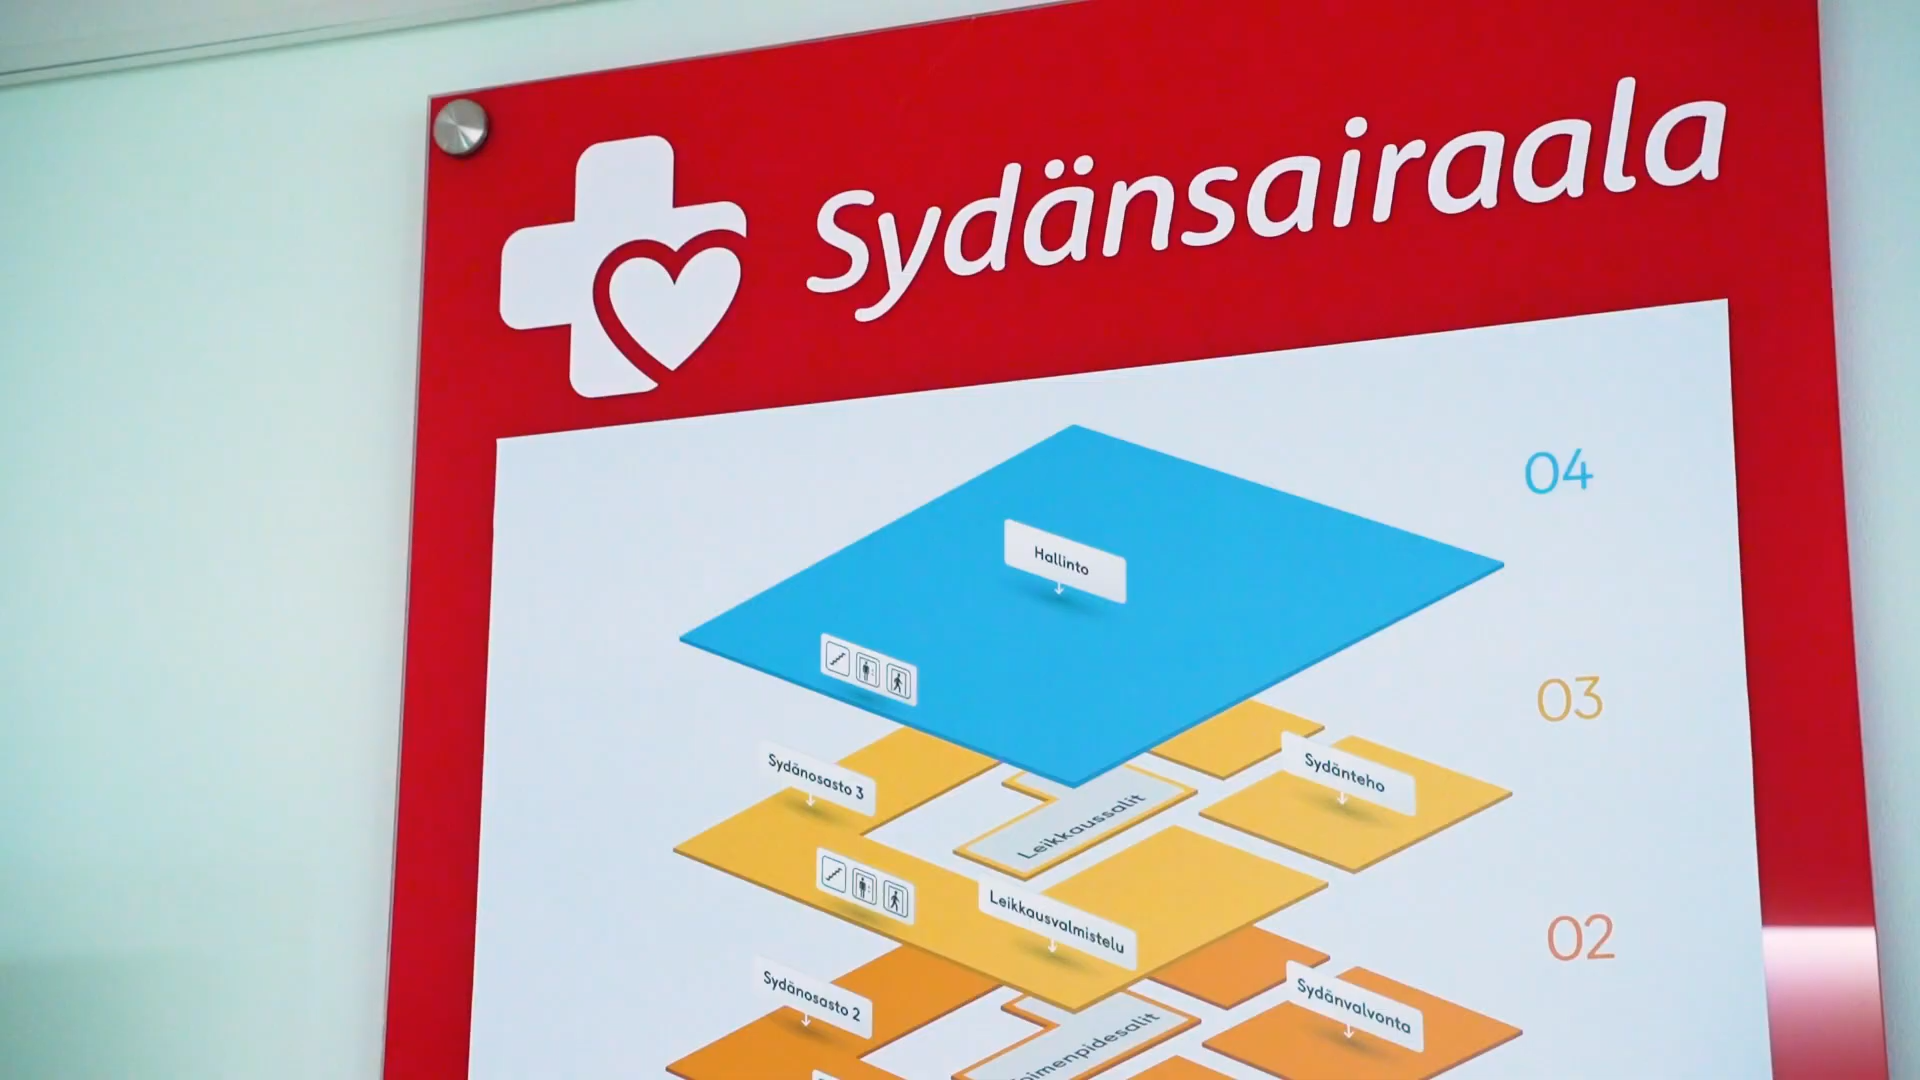 Sydänsairaala
04
Hallinto
03
Sydänosasto 3
Sydänteho
Leikkaussalit
Leikkausvalmistelu
02
Sydänosasto 2
Sydänvalvonta